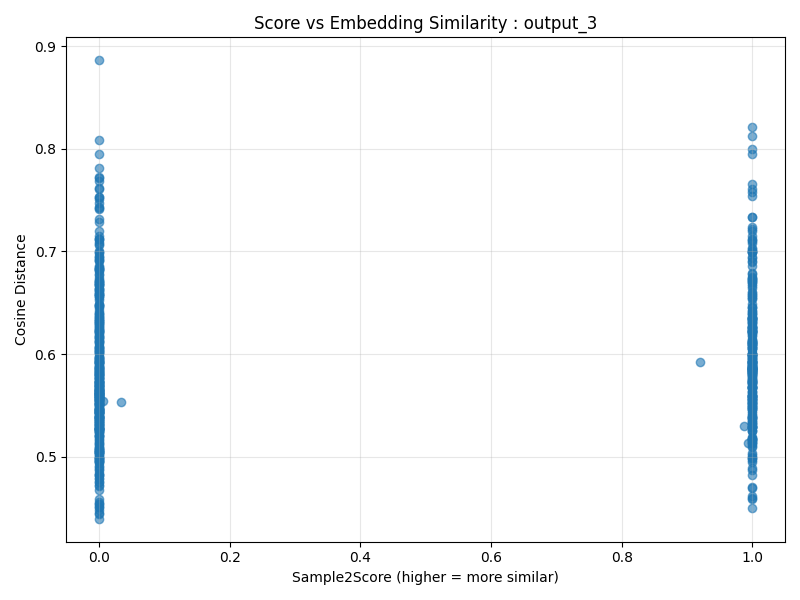 Score vs Embedding Similarity : output_3
Cosine Distance
0.9
0.8
0.7
0.6
0.5
0.0 0.2 0.4 0.6 0.8 1.0
Sample2Score (higher = more similar)